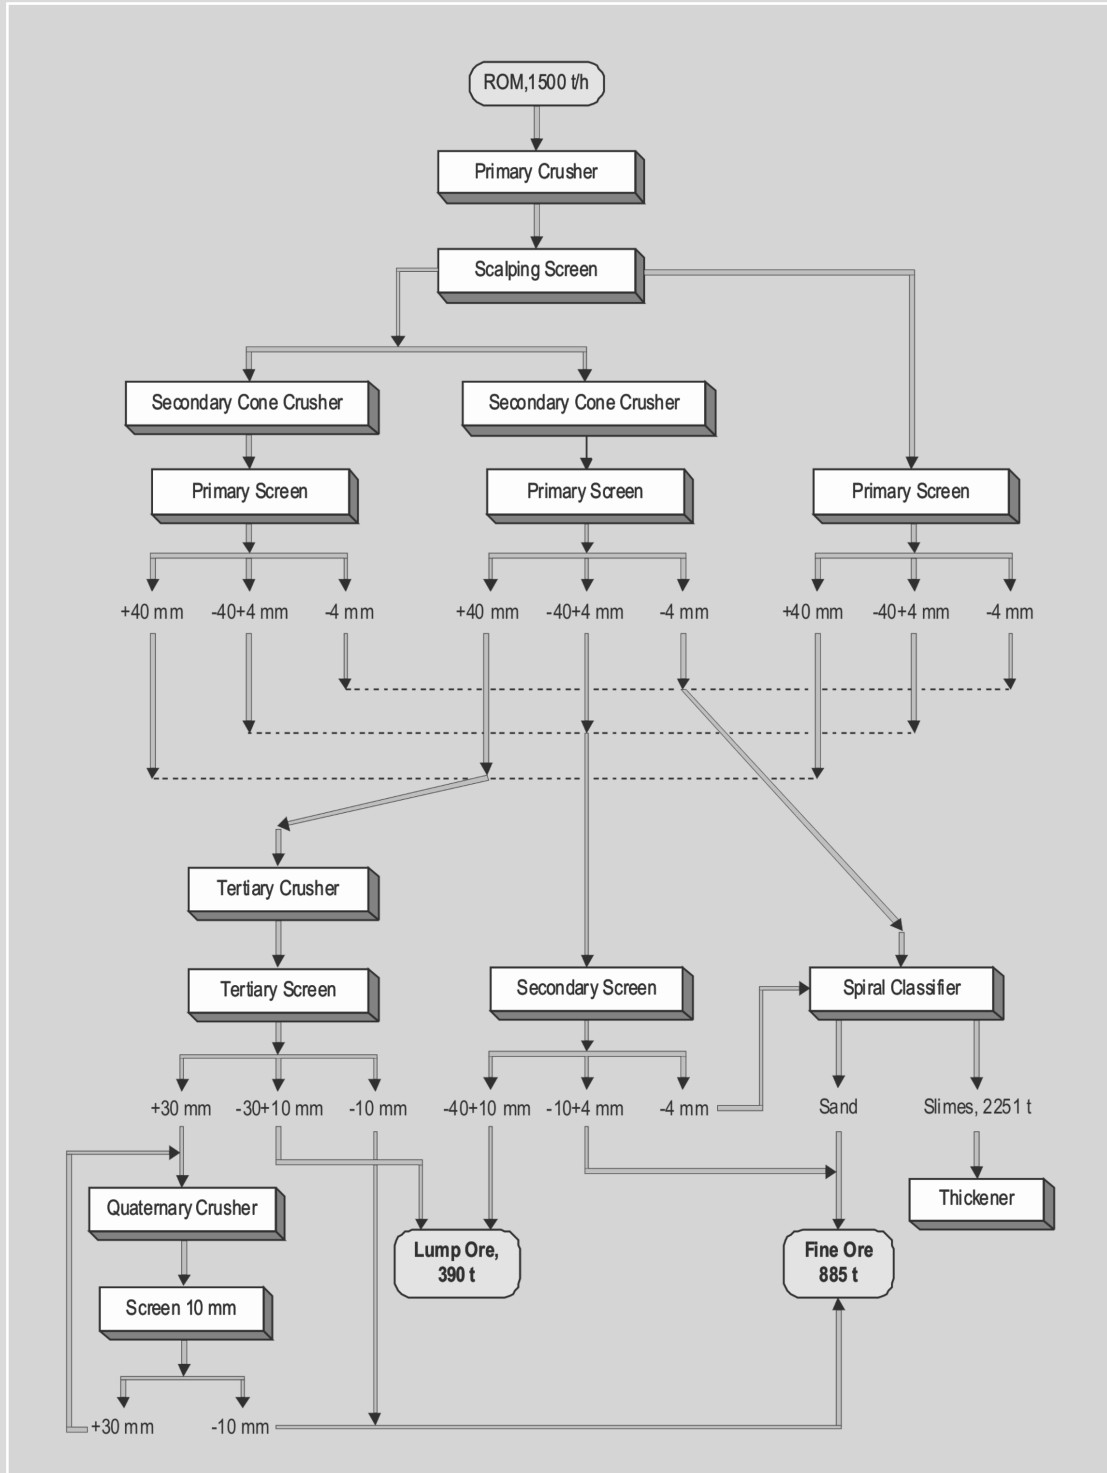 ROM,1500 t/h
Primary Crusher
Scalping Screen
Secondary Cone Crusher
Secondary Cone Crusher
Primary Screen
Primary Screen
Primary Screen
+40 mm
-40+4 mm
-4 mm
+40 mm
-40+4 mm
-4 mm
+40 mm
-40+4 mm
-4 mm
Tertiary Crusher
Tertiary Screen
Secondary Screen
Spiral Classifier
+30 mm
-30+10 mm
-10 mm
-40+10 mm
-10+4 mm
-4 mm
Sand
Slimes, 2251 t
Quaternary Crusher
Thickener
Lump Ore,
390 t
Fine Ore
885 t
Screen 10 mm
+30 mm
-10 mm